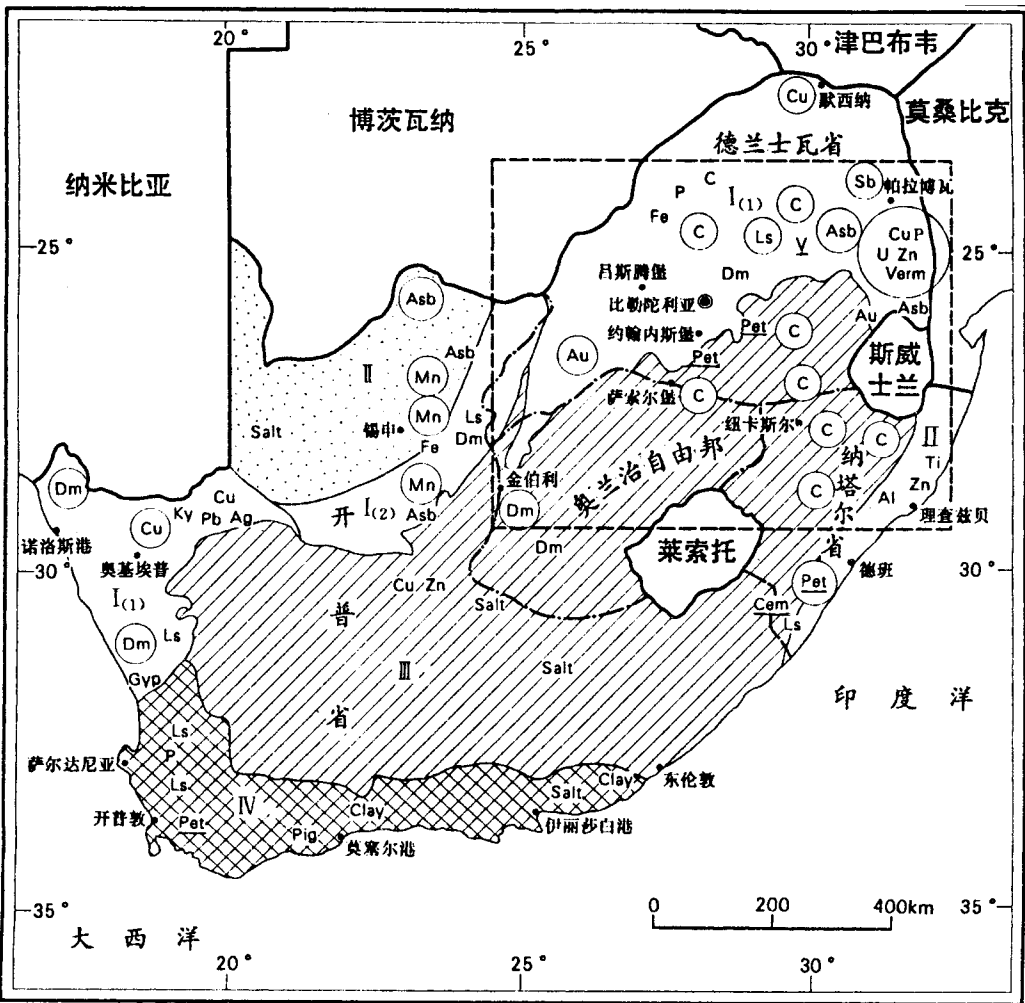 20°
25°
30°
津巴布韦
Cu
默西纳
莫桑比克
博茨瓦纳
德兰士瓦省
纳米比亚
C
Sb
帕拉博瓦
P
I(1)
C
Fe
C
Ls
Asb
Cu P
25°
V
U Zn
25°
Verm
吕斯腾堡
Dm
Asb
比勒陀利亚
Asb
Au
Pet
C
约翰内斯堡
斯威
士兰
Asb
Au
Pet
II
Mn
萨索尔堡
C
C
Mn
Ls
纽卡斯尔
C
C
II
Salt
锡申
Fe
Dm
纳
Ti
奥兰治自由邦
塔
Zn
金伯利
Mn
C
Al
Dm
Cu
开
I(2)
Asb
Dm
尔
理查兹贝
Cu
Ky
Pb
Ag
诺洛斯港
莱索托
省
Dm
德班
奥基埃普
30°
30°
Cu Zn
Pet
I(1)
普
Salt
Cem
Ls
Ls
Dm
III
Salt
Gyp
省
印度洋
Ls
萨尔达尼亚
P
东伦敦
Clay
Ls
Salt
IV
Clay
开普敦
Pet
伊丽莎白港
Pig
莫塞尔港
35°
0
200
400km
35°
大西洋
20°
25°
30°